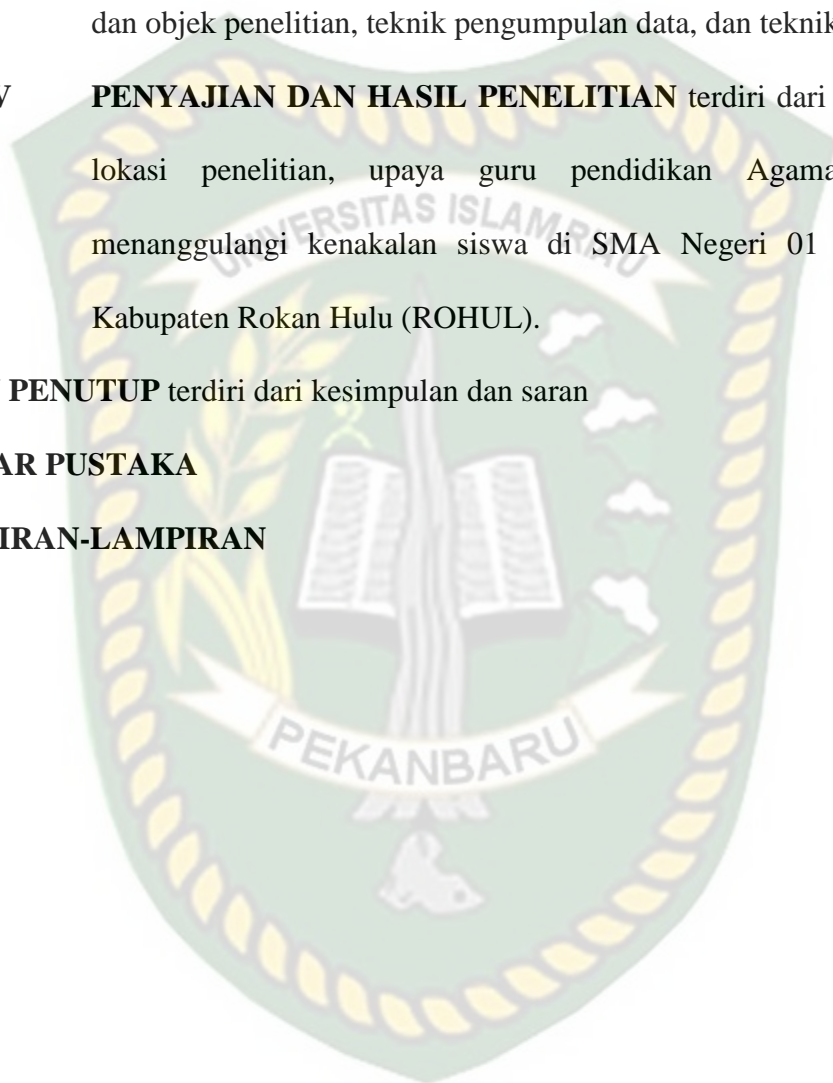 dan objek penelitian, teknik pengumpulan data, dan teknik
V PENYAJIAN DAN HASIL PENELITIAN terdiri dari
lokasi penelitian, upaya guru pendidikan Agama
menanggulangi kenakalan siswa di SMA Negeri 01
Kabupaten Rokan Hulu (ROHUL).
PENUTUP terdiri dari kesimpulan dan saran
AR PUSTAKA
IRAN-LAMPIRAN
UNIVERSITAS ISLAM RIAU
PEKANBARU